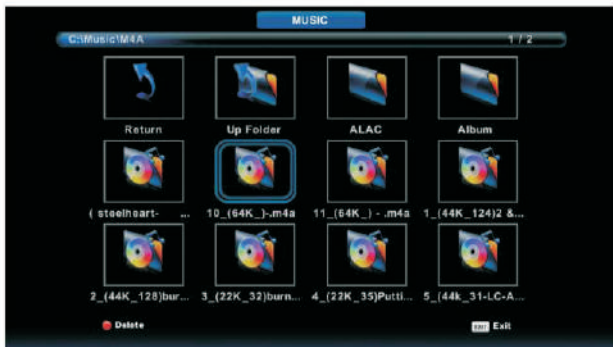 MUSIC
C:\Music\M4A 1 / 2
Return Up Folder ALAC Album
( steelheart- ... 10_(64K_)-.m4a 11_(64K_) - .m4a 1_(44K_124)2 &...
2_(44K_128)bur... 3_(22K_32)burn... 4_(22K_35)Putti... 5_(44k_31-LC-A...
Delete EXIT Exit